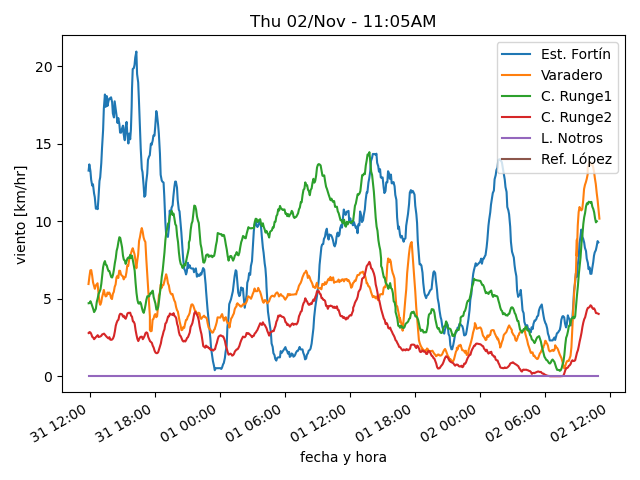 Thu 02/Nov - 11:05AM
Est. Fortín
Varadero
C. Runge1
C. Runge2
L. Notros
Ref. López
viento [km/hr]
20
15
10
5
0
31 12:00
31 18:00
01 00:00
01 06:00
01 12:00
01 18:00
02 00:00
02 06:00
02 12:00
fecha y hora